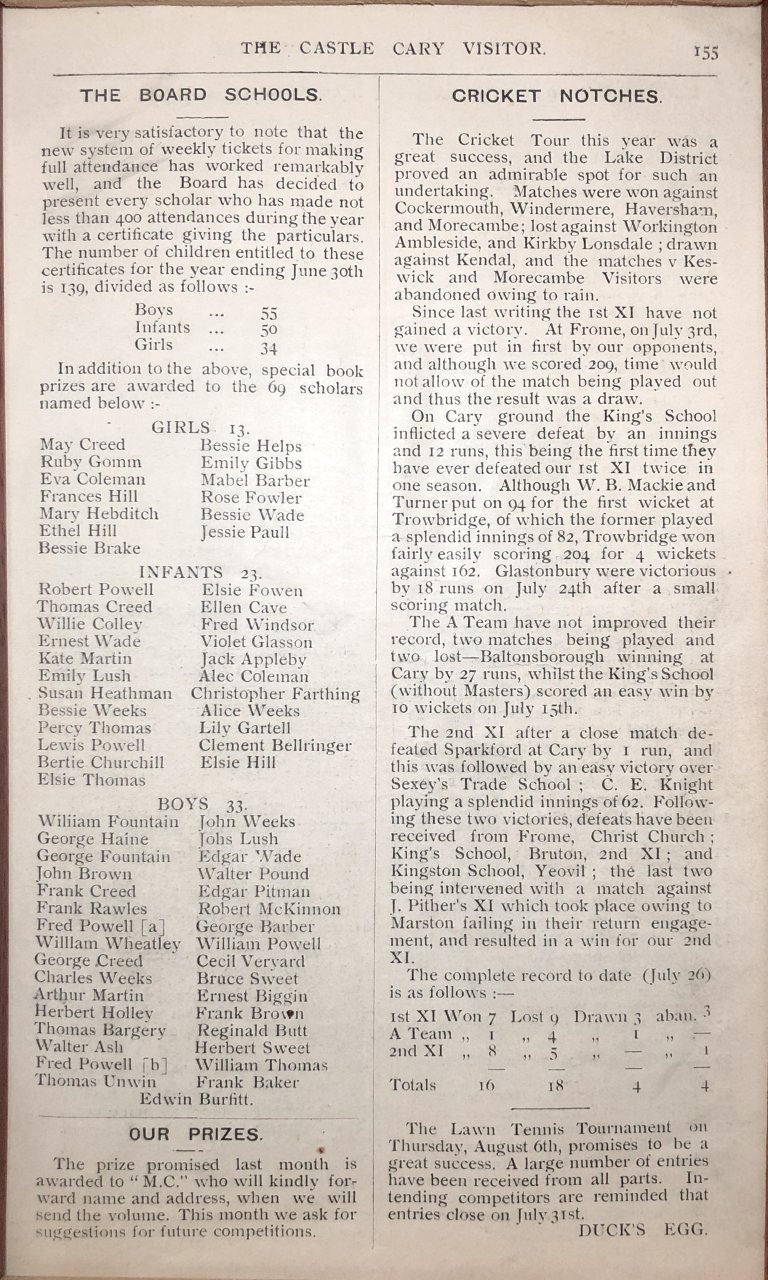 THE CASTLE CARY VISITOR.
155
THE BOARD SCHOOLS.
It is very satisfactory to note that the
new system of weekly tickets for making
full attendance has worked remarkably
well, and the Board has decided to
present every scholar who has made not
less than 400 attendances during the year
with a certificate giving the particulars.
The number of children entitled to these
certificates for the year ending June 30th
is 139, divided as follows :-
Boys ... 55
Infants ... 50
Girls ... 34
In addition to the above, special book
prizes are awarded to the 69 scholars
named below :-
GIRLS 13.
May Creed Bessie Helps
Ruby Gomm Emily Gibbs
Eva Coleman Mabel Barber
Frances Hill Rose Fowler
Mary Hebditch Bessie Wade
Ethel Hill Jessie Paull
Bessie Brake
INFANTS 23.
Robert Powell Elsie Fowen
Thomas Creed Ellen Cave
Willie Colley Fred Windsor
Ernest Wade Violet Glasson
Kate Martin Jack Appleby
Emily Lush Alec Coleman
Susan Heathman Christopher Farthing
Bessie Weeks Alice Weeks
Percy Thomas Lily Gartell
Lewis Powell Clement Bellringer
Bertie Churchill Elsie Hill
Elsie Thomas
BOYS 33.
Wiliiam Fountain John Weeks
George Haine Johs Lush
George Fountain Edgar Wade
John Brown Walter Pound
Frank Creed Edgar Pitman
Frank Rawles Robert McKinnon
Fred Powell [a] George Barber
Willlam Wheatley William Powell
George Creed Cecil Veryard
Charles Weeks Bruce Sweet
Arthur Martin Ernest Biggin
Herbert Holley Frank Brown
Thomas Bargery Reginald Butt
Walter Ash Herbert Sweet
Fred Powell [b] William Thomas
Thomas Unwin Frank Baker
Edwin Burfitt.
OUR PRIZES.
The prize promised last month is
awarded to "M.C." who will kindly for-
ward name and address, when we will
send the volume. This month we ask for
suggestions for future competitions.
CRICKET NOTCHES.
The Cricket Tour this year was a
great success, and the Lake District
proved an admirable spot for such an
undertaking. Matches were won against
Cockermouth, Windermere, Haversham,
and Morecambe; lost against Workington
Ambleside, and Kirkby Lonsdale ; drawn
against Kendal, and the matches v Kes-
wick and Morecambe Visitors were
abandoned owing to rain.
Since last writing the 1st XI have not
gained a victory. At Frome, on July 3rd,
we were put in first by our opponents,
and although we scored 209, time would
not allow of the match being played out
and thus the result was a draw.
On Cary ground the King's School
inflicted a severe defeat by an innings
and 12 runs, this being the first time they
have ever defeated our 1st XI twice in
one season. Although W. B. Mackie and
Turner put on 94 for the first wicket at
Trowbridge, of which the former played
a splendid innings of 82, Trowbridge won
fairly easily scoring 204 for 4 wickets
against 162. Glastonbury were victorious
by 18 runs on July 24th after a small
scoring match.
The A Team have not improved their
record, two matches being played and
two lost—Baltonsborough winning at
Cary by 27 runs, whilst the King's School
(without Masters) scored an easy win by
10 wickets on July 15th.
The 2nd XI after a close match de-
feated Sparkford at Cary by 1 run, and
this was followed by an easy victory over
Sexey's Trade School ; C. E. Knight
playing a splendid innings of 62. Follow-
ing these two victories, defeats have been
received from Frome, Christ Church ;
King's School, Bruton, 2nd XI ; and
Kingston School, Yeovil ; the last two
being intervened with a match against
J. Pither's XI which took place owing to
Marston failing in their return engage-
ment, and resulted in a win for our 2nd
XI.
The complete record to date (July 26)
is as follows :—
1st XI Won 7 Lost 9 Drawn 3 aban. 3
A Team ,, 1 ,, 4 ,, 1 ,, —
2nd XI ,, 8 ,, 5 ,, — ,, 1
Totals 16 18 4 4
The Lawn Tennis Tournament on
Thursday, August 6th, promises to be a
great success. A large number of entries
have been received from all parts. In-
tending competitors are reminded that
entries close on July 31st.
DUCK'S EGG.